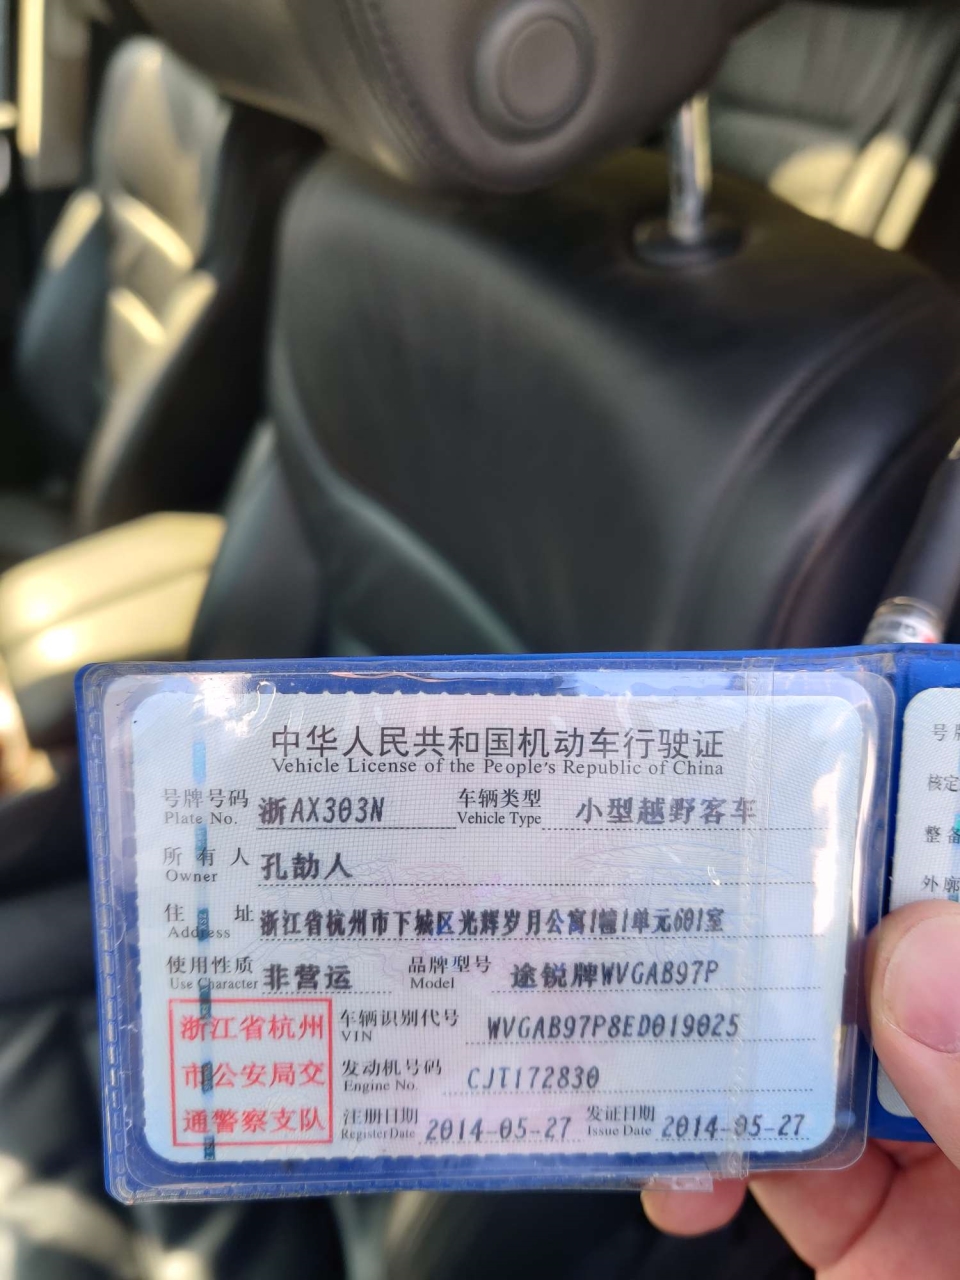 中华人民共和国机动车行驶证
Vehicle License of the People's Republic of China
号牌号码 浙AX303N 车辆类型 小型越野客车
Plate No. Vehicle Type
所有人 孔劼人
Owner
住址 浙江省杭州市下城区光辉岁月公寓1幢1单元601室
Address
使用性质 非营运 品牌型号 途锐牌WVGAB97P
Use Character Model
浙江省杭州
市公安局交
通警察支队
车辆识别代号 WVGAB97P8ED019025
VIN
发动机号码 CJT172830
Engine No.
注册日期 2014-05-27 发证日期 2014-05-27
Register Date Issue Date
号牌
核定
整备
外廓